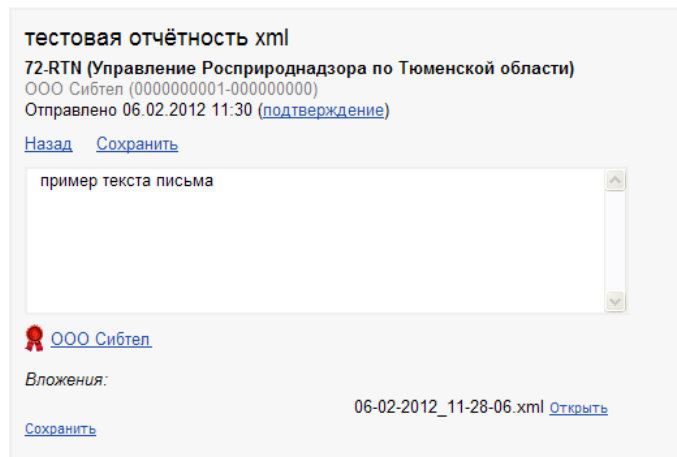 тестовая отчётность xml
72-RTN (Управление Росприроднадзора по Тюменской области)
ООО Сибтел (0000000001-000000000)
Отправлено 06.02.2012 11:30 (подтверждение)
Назад Сохранить
пример текста письма
ООО Сибтел
Вложения:
06-02-2012_11-28-06.xml Открыть
Сохранить